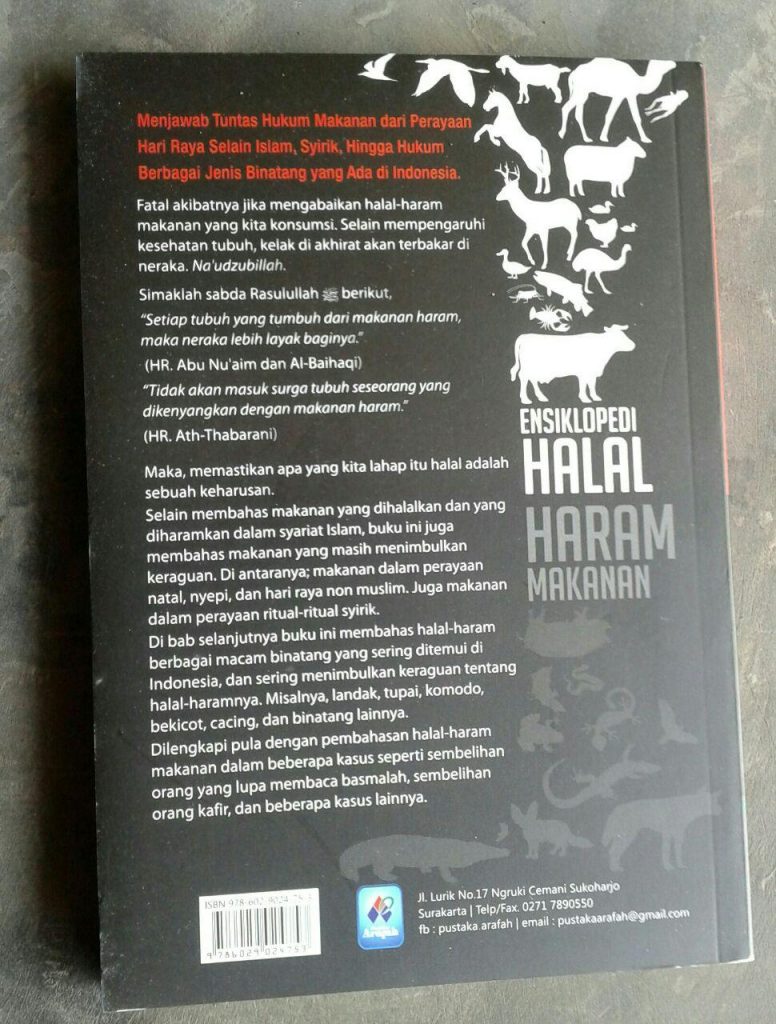 Menjawab Tuntas Hukum Makanan dari Perayaan
Hari Raya Selain Islam, Syirik, Hingga Hukum
Berbagai Jenis Binatang yang Ada di Indonesia.
Fatal akibatnya jika mengabaikan halal-haram
makanan yang kita konsumsi. Selain mempengaruhi
kesehatan tubuh, kelak di akhirat akan terbakar di
neraka. Na'udzubillah.
Simaklah sabda Rasulullah ﷺ berikut,
“Setiap tubuh yang tumbuh dari makanan haram,
maka neraka lebih layak baginya.”
(HR. Abu Nu'aim dan Al-Baihaqi)
“Tidak akan masuk surga tubuh seseorang yang
dikenyangkan dengan makanan haram.”
(HR. Ath-Thabarani)
Maka, memastikan apa yang kita lahap itu halal adalah
sebuah keharusan.
Selain membahas makanan yang dihalalkan dan yang
diharamkan dalam syariat Islam, buku ini juga
membahas makanan yang masih menimbulkan
keraguan. Di antaranya; makanan dalam perayaan
natal, nyepi, dan hari raya non muslim. Juga makanan
dalam perayaan ritual-ritual syirik.
Di bab selanjutnya buku ini membahas halal-haram
berbagai macam binatang yang sering ditemui di
Indonesia, dan sering menimbulkan keraguan tentang
halal-haramnya. Misalnya, landak, tupai, komodo,
bekicot, cacing, dan binatang lainnya.
Dilengkapi pula dengan pembahasan halal-haram
makanan dalam beberapa kasus seperti sembelihan
orang yang lupa membaca basmalah, sembelihan
orang kafir, dan beberapa kasus lainnya.
ENSIKLOPEDI
HALAL
HARAM
MAKANAN
ISBN 978-602-9024-75-3
9 786029 024753
Arafah
Jl. Lurik No.17 Ngruki Cemani Sukoharjo
Surakarta | Telp/Fax. 0271 7890550
fb : pustaka.arafah | email : pustakaarafah@gmail.com